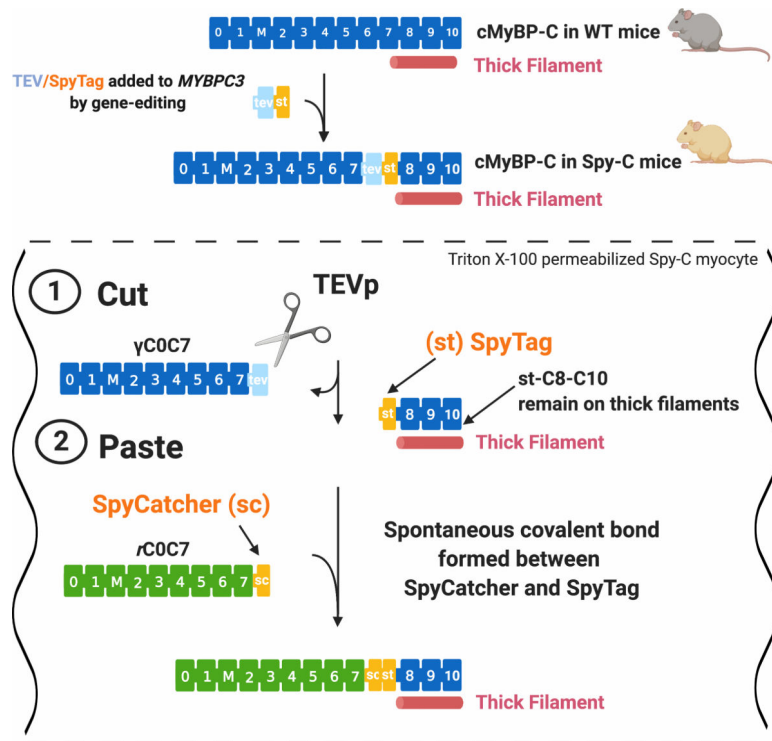 0 1 M 2 3 4 5 6 7 8 9 10
cMyBP-C in WT mice
Thick Filament
TEV/SpyTag added to MYBPC3
by gene-editing
tev st
0 1 M 2 3 4 5 6 7 tev st 8 9 10
cMyBP-C in Spy-C mice
Thick Filament
Triton X-100 permeabilized Spy-C myocyte
1 Cut
TEVp
γC0C7
0 1 M 2 3 4 5 6 7 tev
(st) SpyTag
st-C8-C10
remain on thick filaments
st 8 9 10
Thick Filament
2 Paste
SpyCatcher (sc)
rC0C7
0 1 M 2 3 4 5 6 7 sc
Spontaneous covalent bond
formed between
SpyCatcher and SpyTag
0 1 M 2 3 4 5 6 7 sc st 8 9 10
Thick Filament